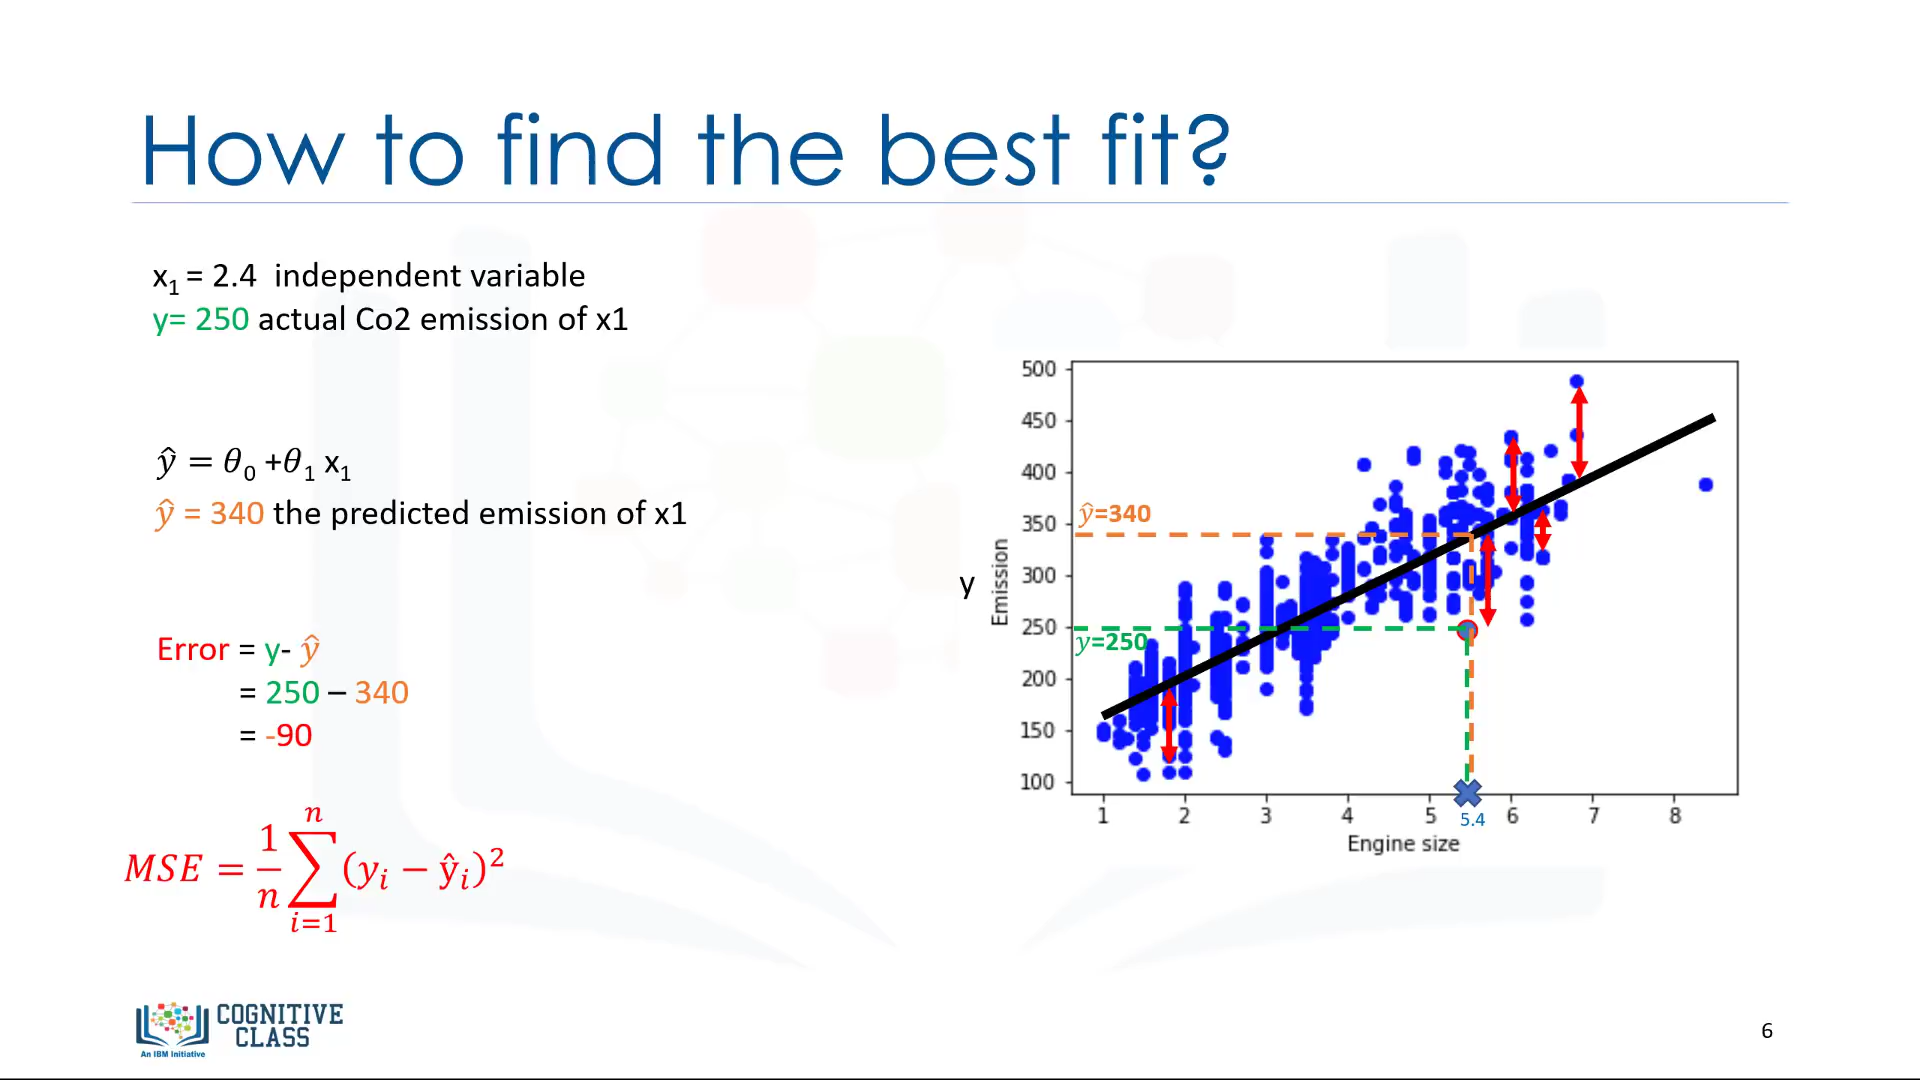 How to find the best fit?
x₁ = 2.4 independent variable
y= 250 actual Co2 emission of x1
ŷ = θ₀ +θ₁ x₁
ŷ = 340 the predicted emission of x1
Error = y- ŷ
= 250 – 340
= -90
MSE = 1/n ∑ᵢ₌₁ⁿ (yᵢ − ŷᵢ)²
y
Emission
500
450
400
350
300
250
200
150
100
ŷ=340
y=250
1 2 3 4 5 5.4 6 7 8
Engine size
COGNITIVE
CLASS
An IBM Initiative
6